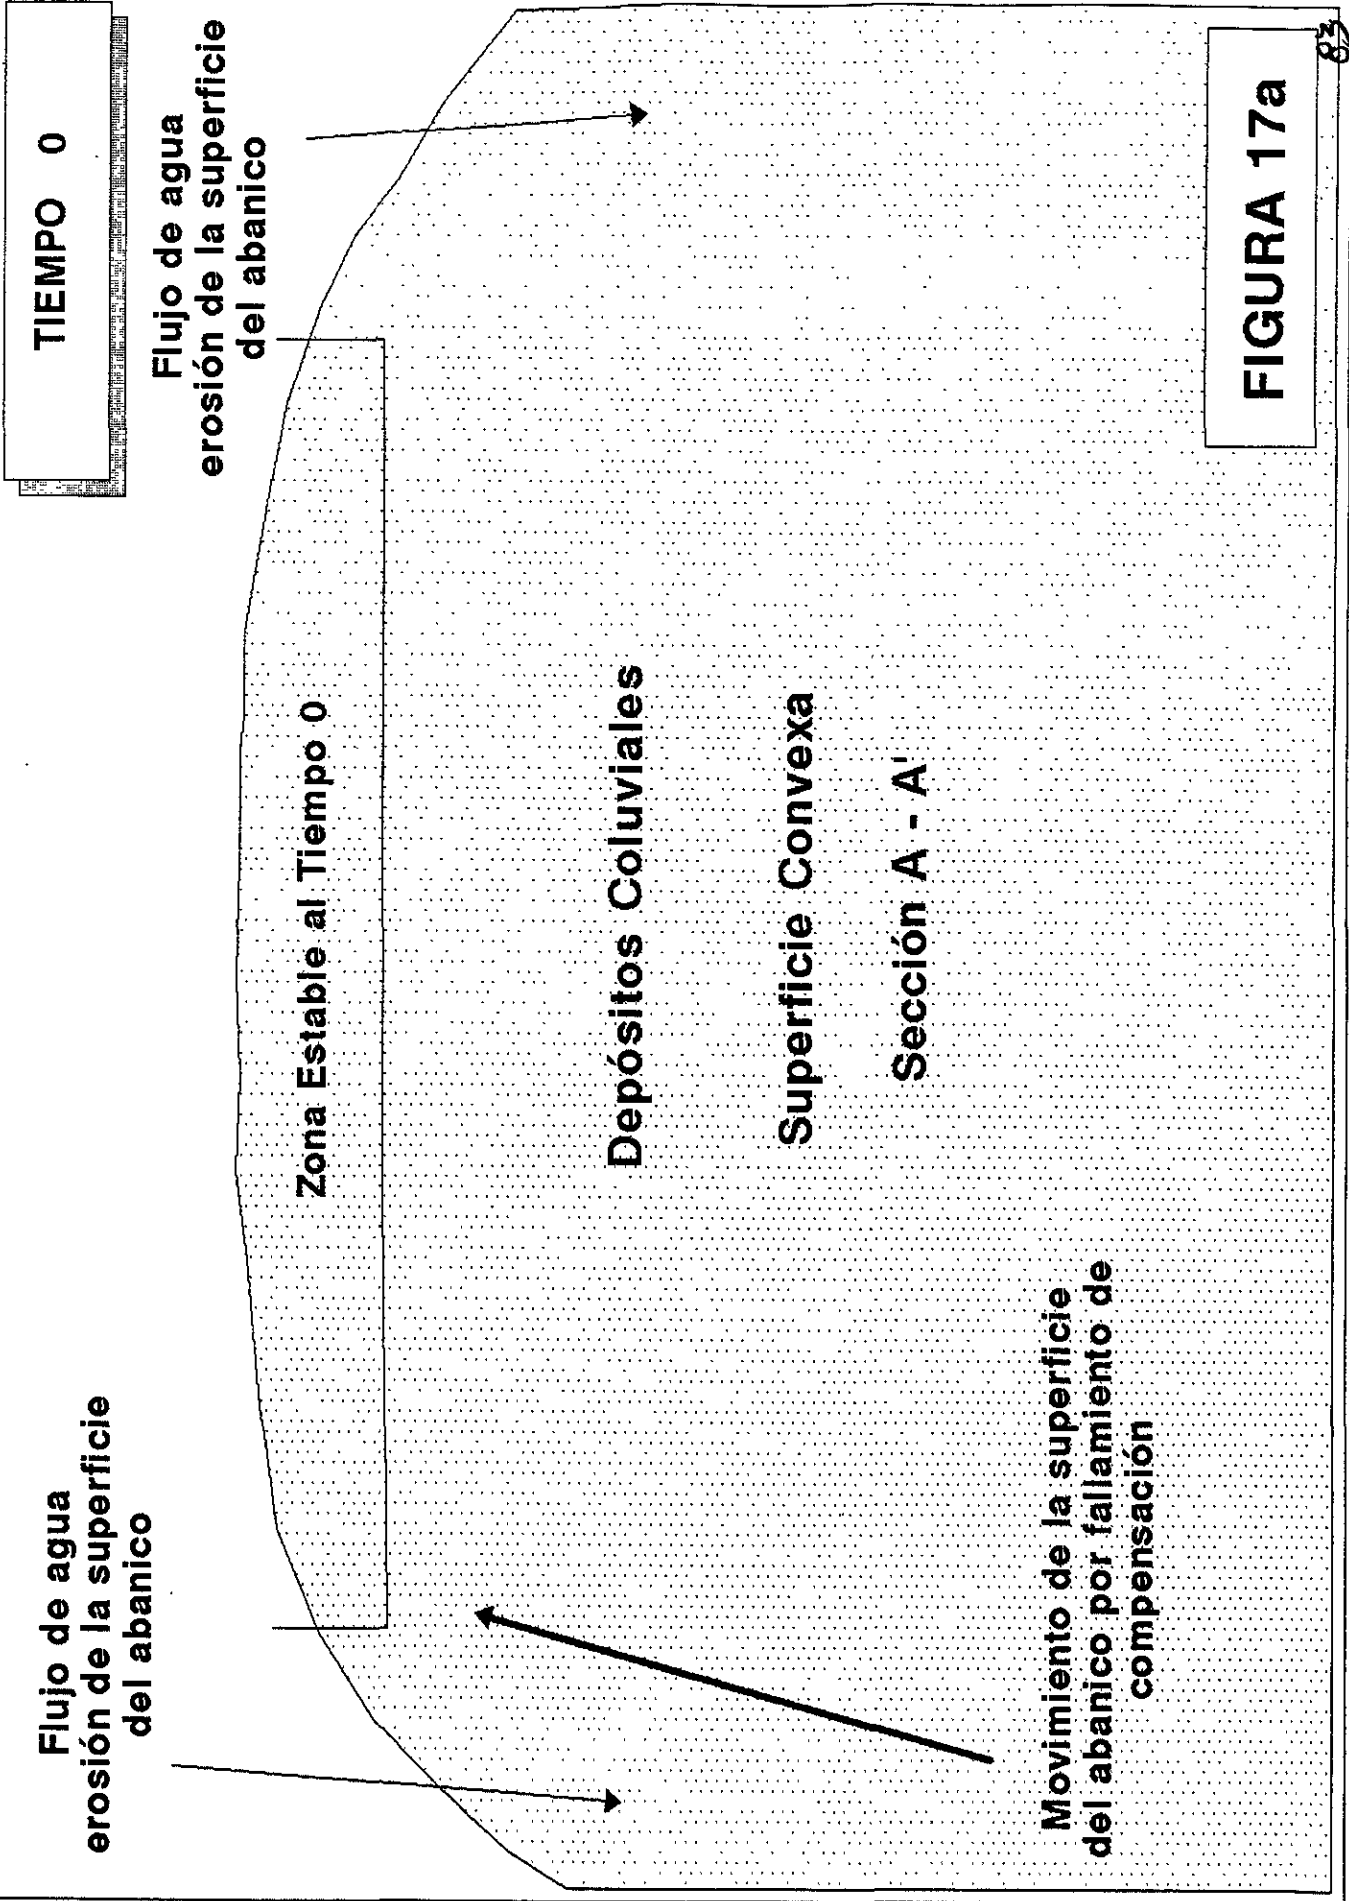 TIEMPO 0
Flujo de agua
erosión de la superficie
del abanico
Flujo de agua
erosión de la superficie
del abanico
Zona Estable al Tiempo 0
Depósitos Coluviales
Superficie Convexa
Sección A - A'
Movimiento de la superficie
del abanico por fallamiento de
compensación
FIGURA 17a